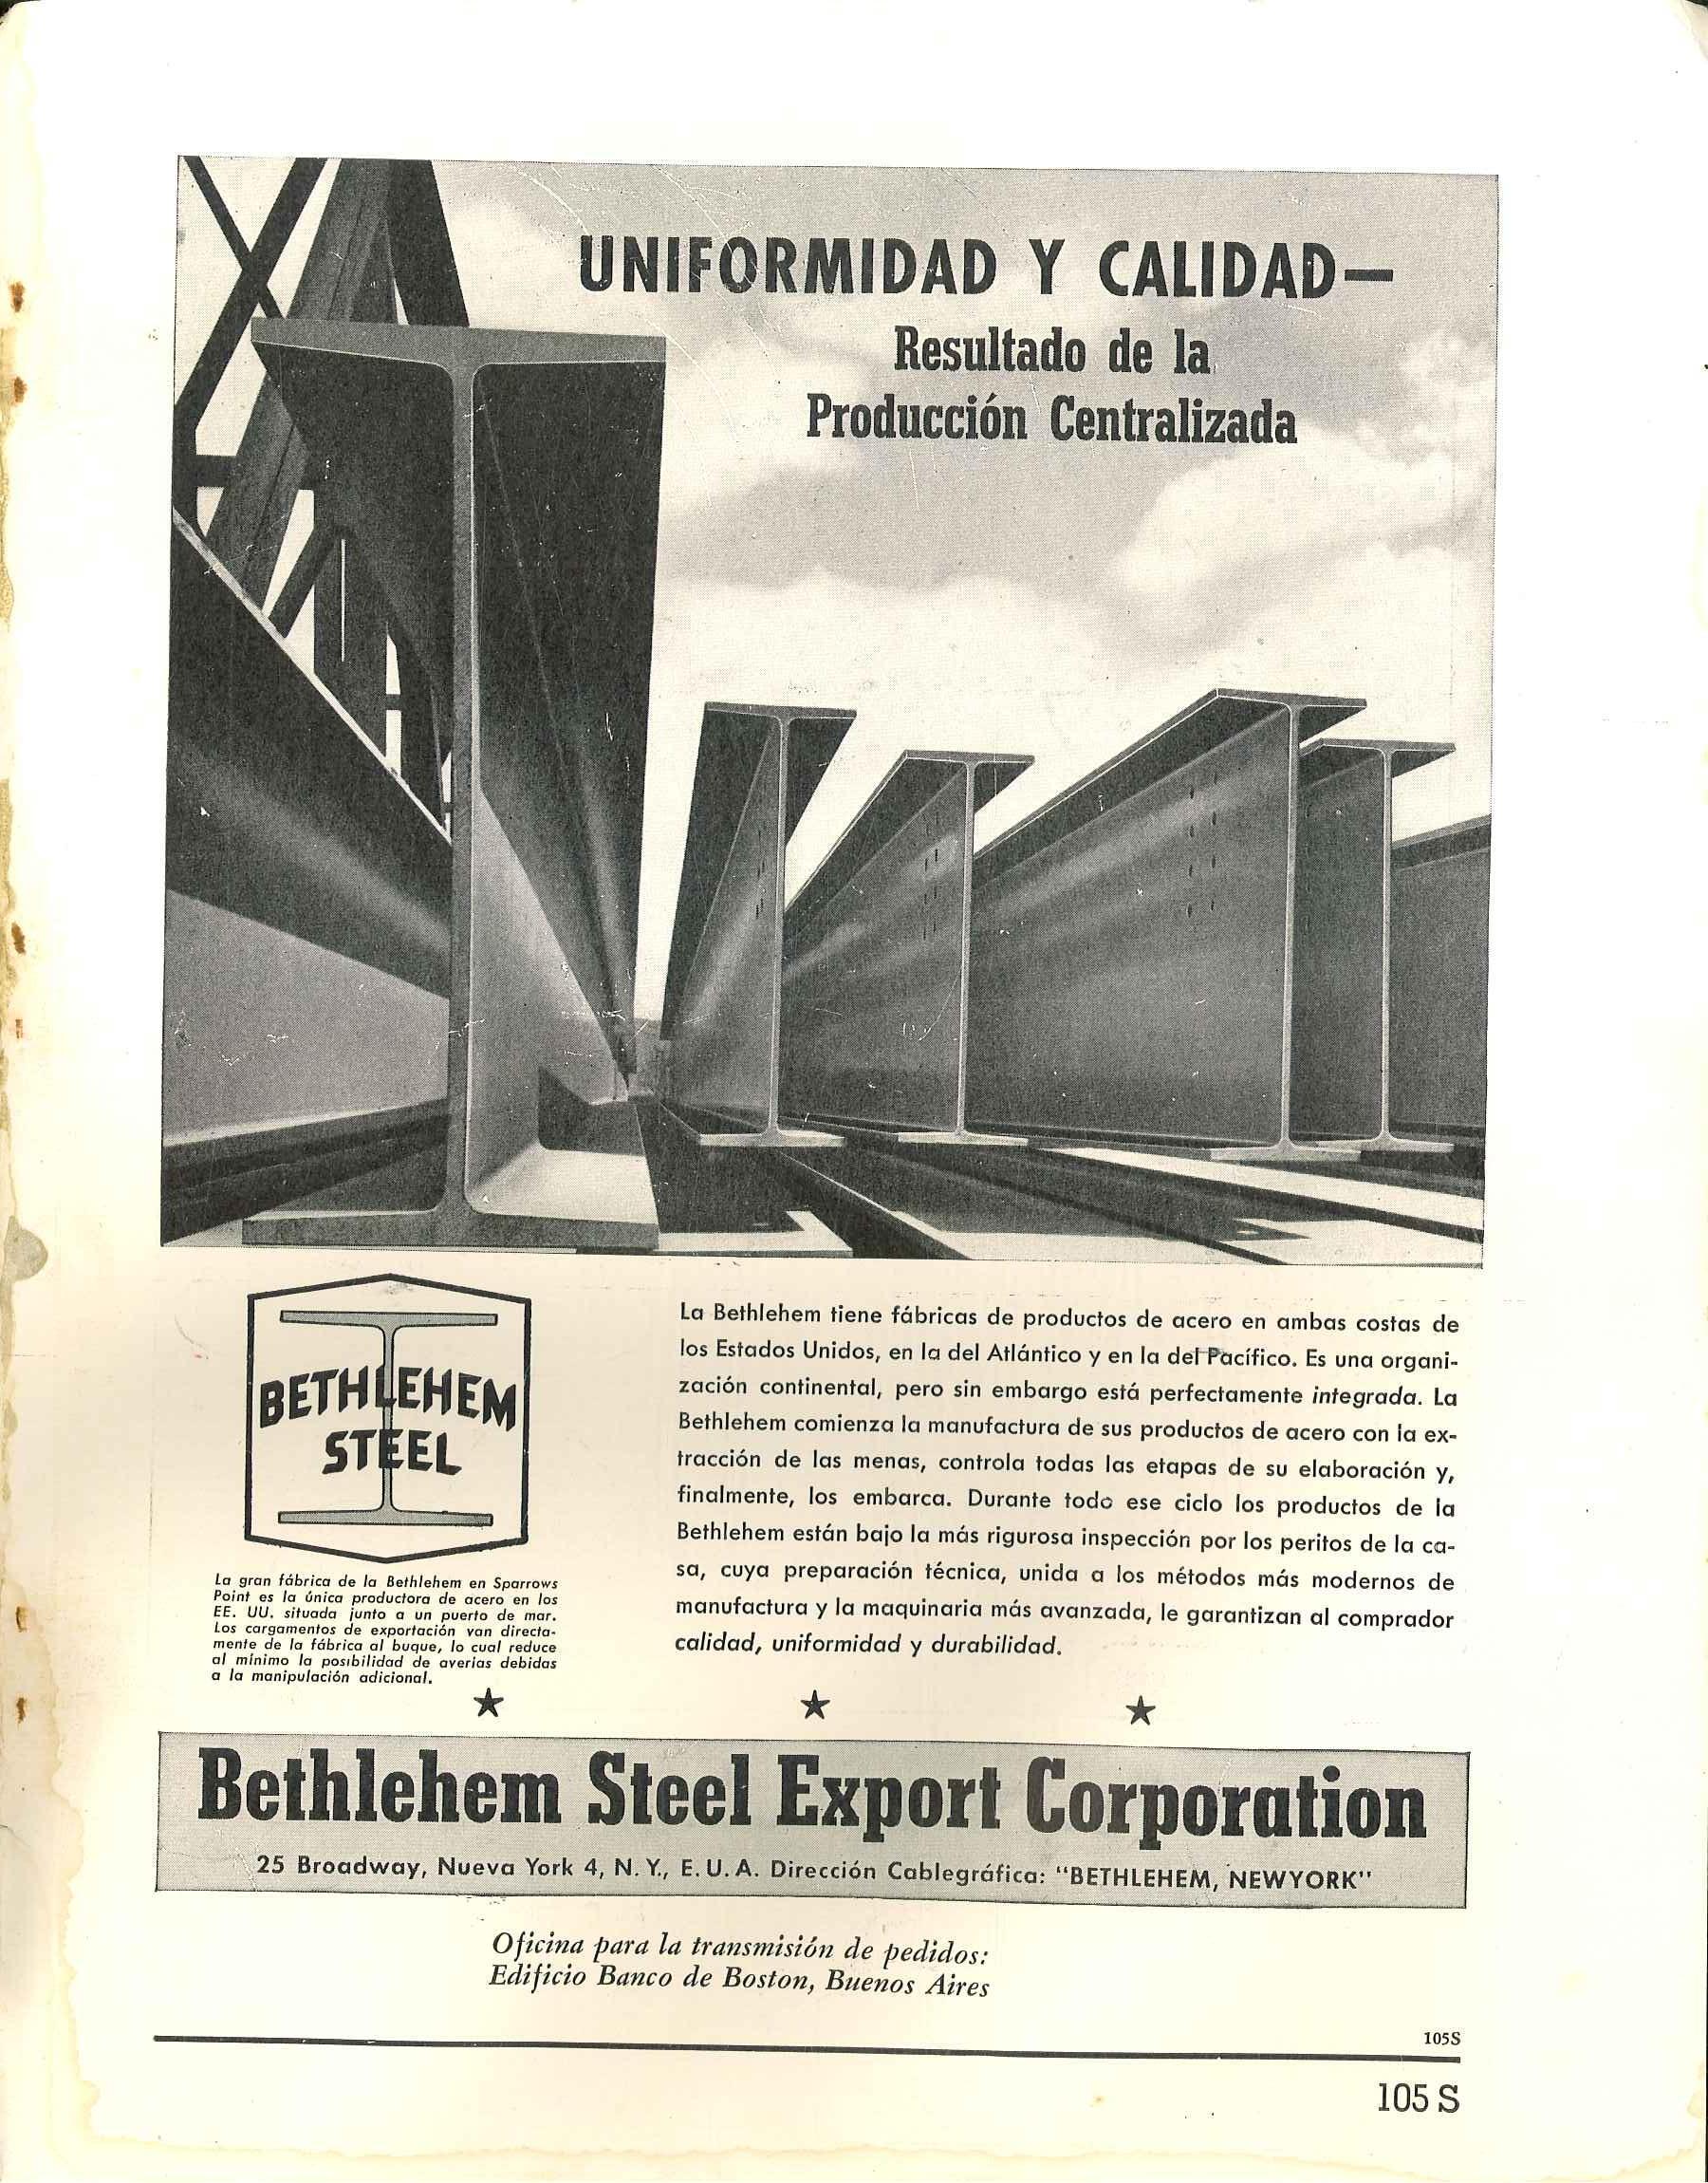 UNIFORMIDAD Y CALIDAD—
Resultado de la
Producción Centralizada
BETHLEHEM
STEEL
La gran fábrica de la Bethlehem en Sparrows
Point es la única productora de acero en los
EE. UU. situada junto a un puerto de mar.
Los cargamentos de exportación van directa-
mente de la fábrica al buque, lo cual reduce
al mínimo la posibilidad de averías debidas
a la manipulación adicional.
La Bethlehem tiene fábricas de productos de acero en ambas costas de
los Estados Unidos, en la del Atlántico y en la del Pacífico. Es una organi-
zación continental, pero sin embargo está perfectamente integrada. La
Bethlehem comienza la manufactura de sus productos de acero con la ex-
tracción de las menas, controla todas las etapas de su elaboración y,
finalmente, los embarca. Durante todo ese ciclo los productos de la
Bethlehem están bajo la más rigurosa inspección por los peritos de la ca-
sa, cuya preparación técnica, unida a los métodos más modernos de
manufactura y la maquinaria más avanzada, le garantizan al comprador
calidad, uniformidad y durabilidad.
Bethlehem Steel Export Corporation
25 Broadway, Nueva York 4, N. Y., E. U. A. Dirección Cablegráfica: "BETHLEHEM, NEWYORK"
Oficina para la transmisión de pedidos:
Edificio Banco de Boston, Buenos Aires
105S
105 S